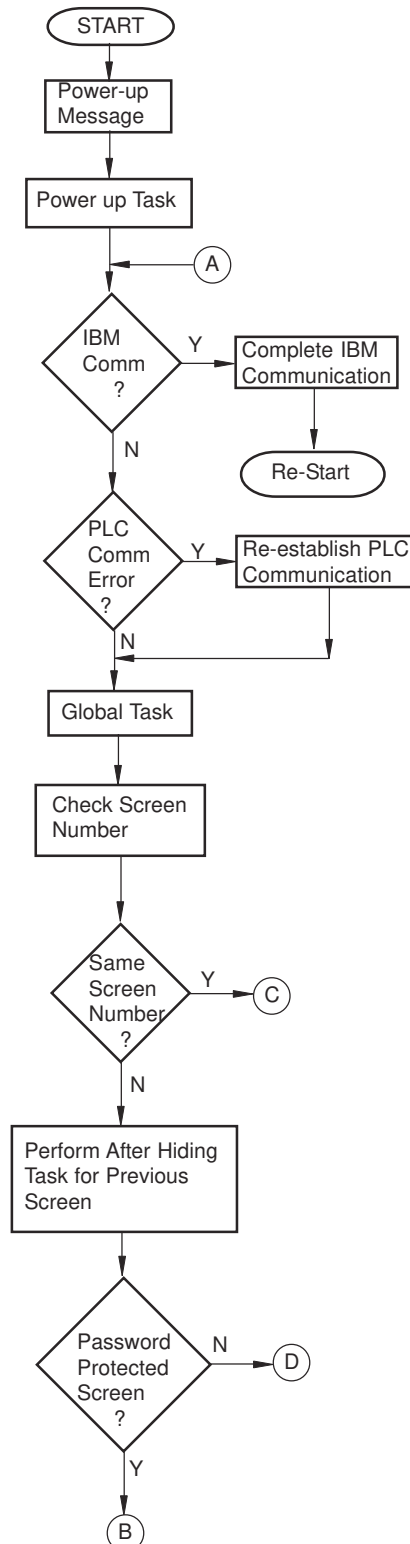 START
Power-up
Message
Power up Task
A
IBM
Comm
?
Y
Complete IBM
Communication
N
Re-Start
PLC
Comm
Error
?
Y
Re-establish PLC
Communication
N
Global Task
Check Screen
Number
Same
Screen
Number
?
Y
C
N
Perform After Hiding
Task for Previous
Screen
Password
Protected
Screen
?
N
D
Y
B